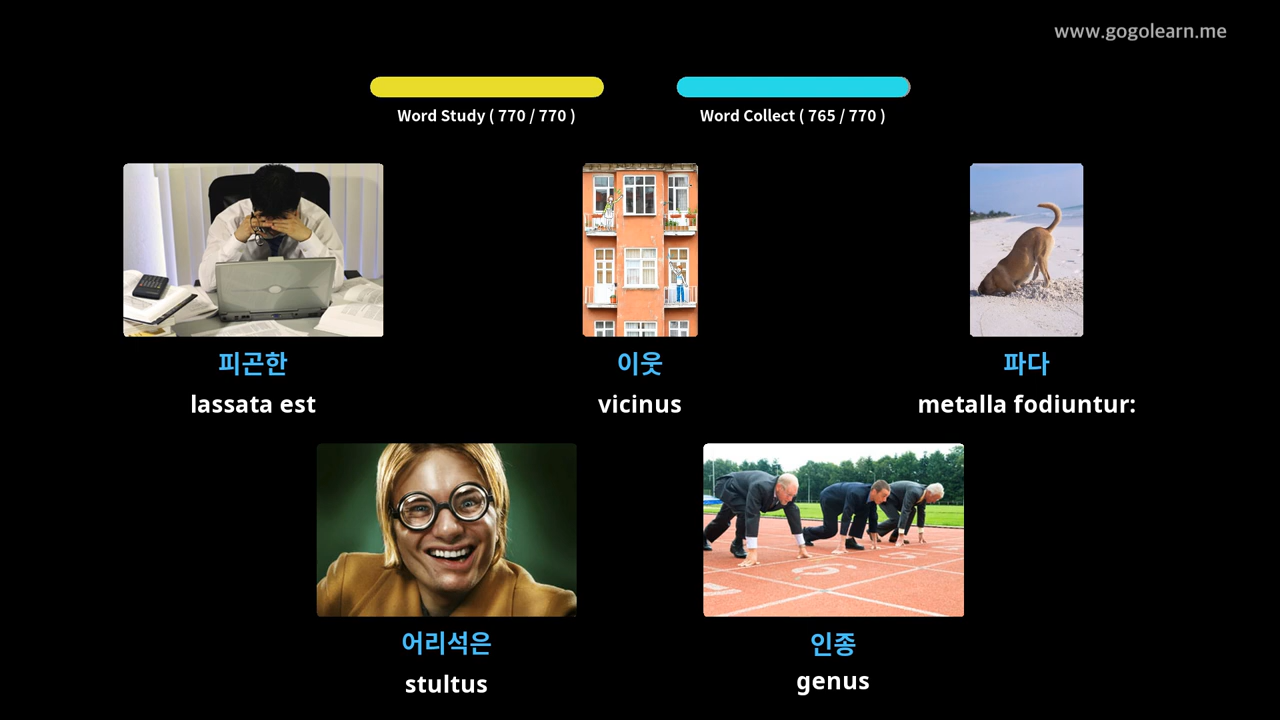 www.gogolearn.me
Word Study ( 770 / 770 )
Word Collect ( 765 / 770 )
피곤한
lassata est
이웃
vicinus
파다
metalla fodiuntur:
어리석은
stultus
인종
genus